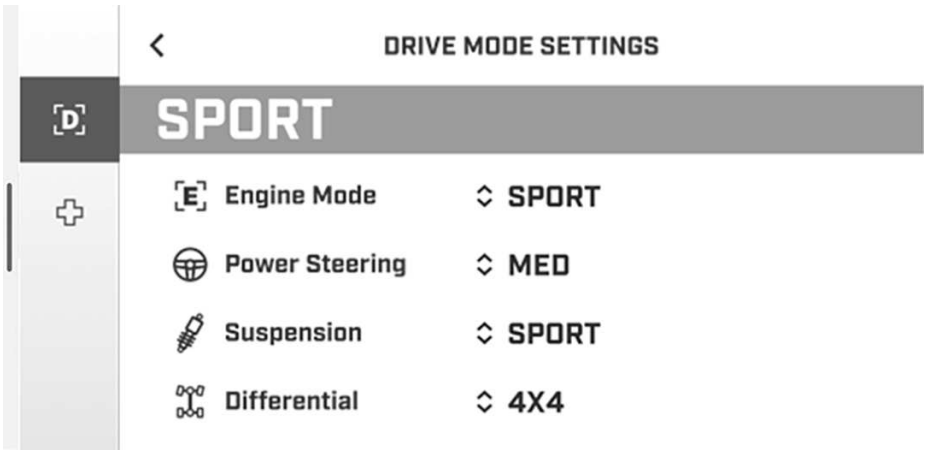 DRIVE MODE SETTINGS
[D]
SPORT
[E] Engine Mode SPORT
Power Steering MED
Suspension SPORT
Differential 4X4